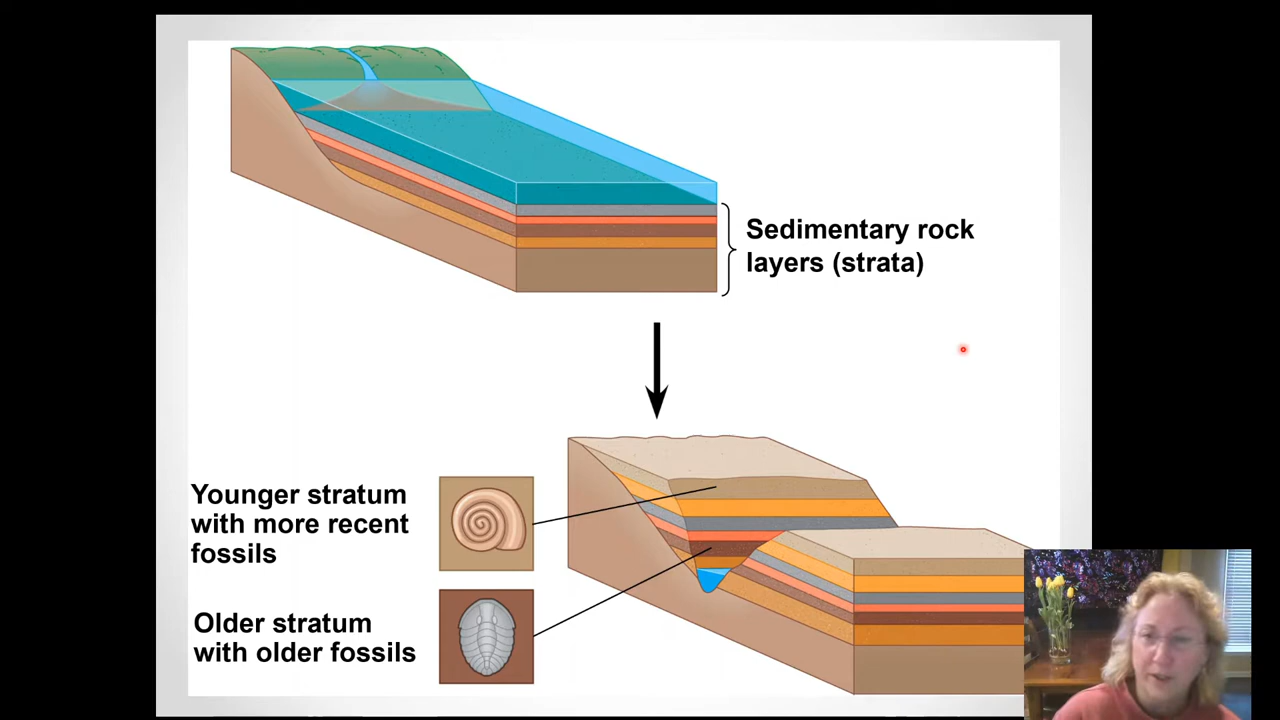 Sedimentary rock
layers (strata)
Younger stratum
with more recent
fossils
Older stratum
with older fossils